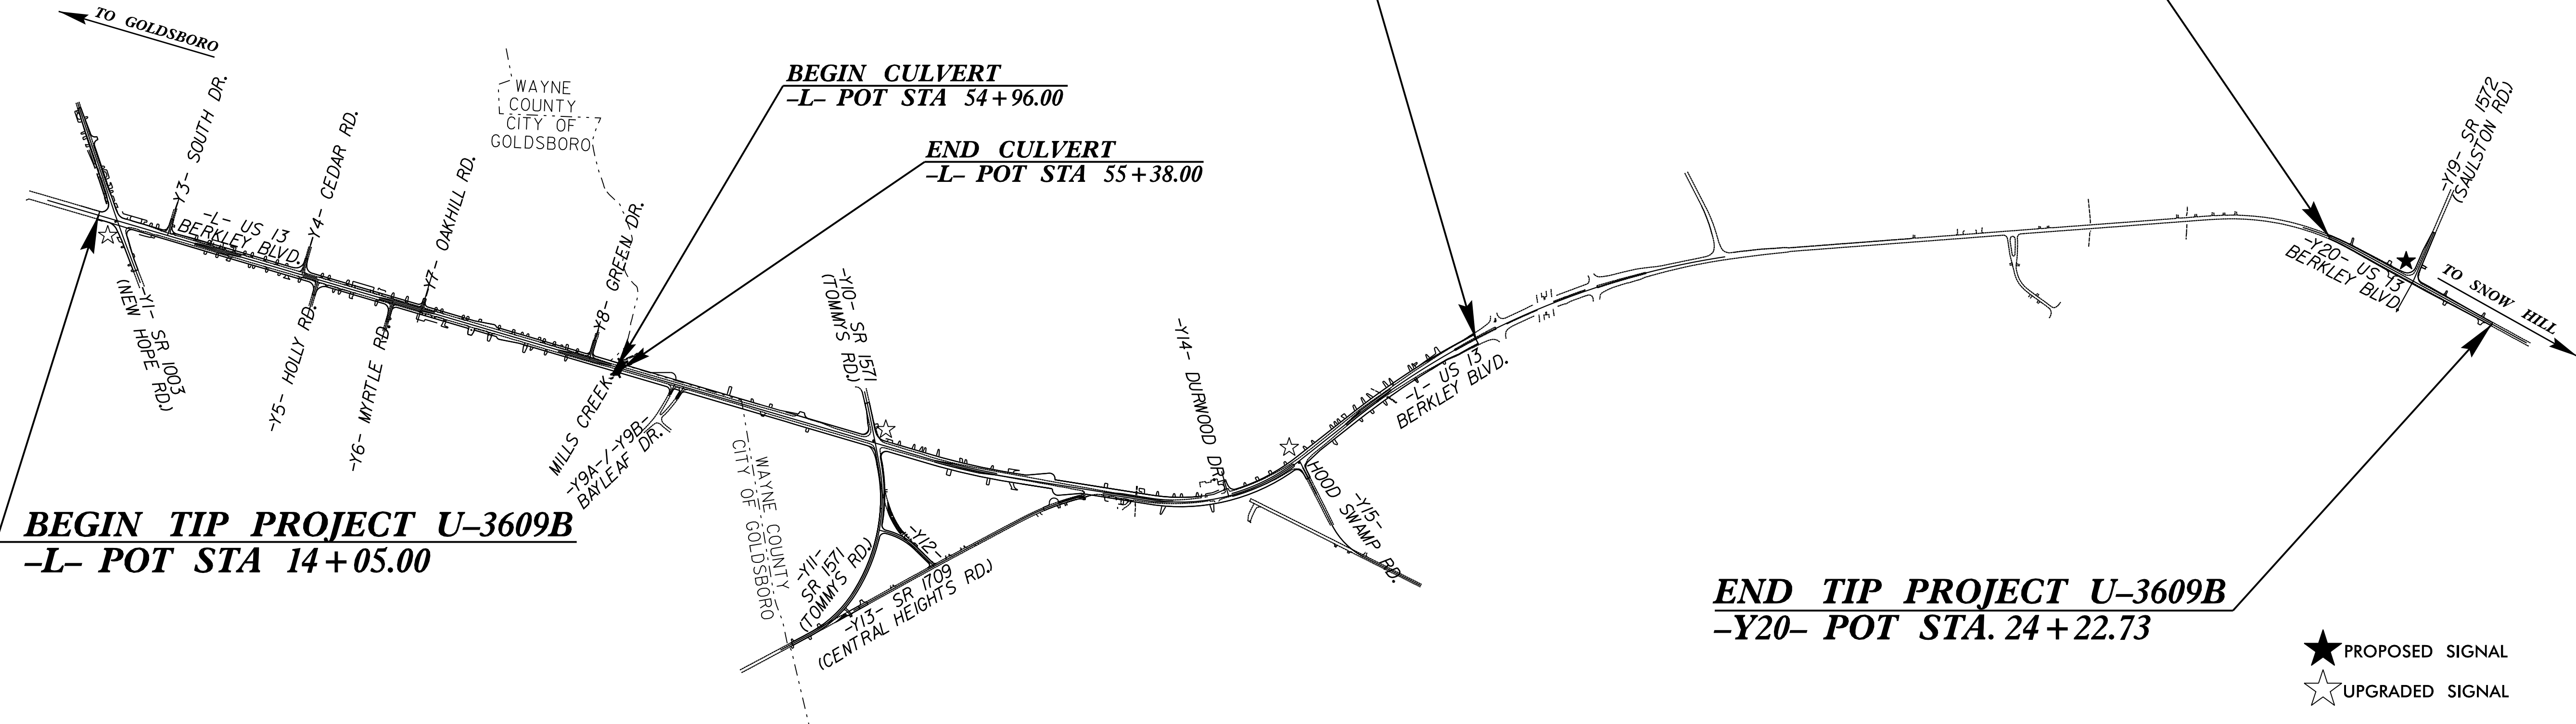 TO GOLDSBORO
-Y3- SOUTH DR.
-Y4- CEDAR RD.
-Y7- OAKHILL RD.
WAYNE
COUNTY
CITY OF
GOLDSBORO
BEGIN CULVERT
-L- POT STA 54+96.00
END CULVERT
-L- POT STA 55+38.00
-L- US 13
BERKLEY BLVD.
-Y1- SR 1003
(NEW HOPE RD.)
-Y5- HOLLY RD.
-Y6- MYRTLE RD.
-Y8- GREEN DR.
MILLS CREEK
-Y9A-/-Y9B-
BAYLEAF DR.
-Y10- SR 1571
(TOMMYS RD.)
WAYNE COUNTY
CITY OF GOLDSBORO
-Y11-
SR 1571
(TOMMYS RD.)
-Y12-
-Y13- SR 1709
(CENTRAL HEIGHTS RD.)
-Y14- DURWOOD DR.
-Y15-
HOOD SWAMP RD.
-L- US 13
BERKLEY BLVD.
-Y19- SR 1572
(SAULSTON RD.)
-Y20- US 13
BERKLEY BLVD.
TO SNOW HILL
BEGIN TIP PROJECT U-3609B
-L- POT STA 14+05.00
END TIP PROJECT U-3609B
-Y20- POT STA. 24+22.73
PROPOSED SIGNAL
UPGRADED SIGNAL